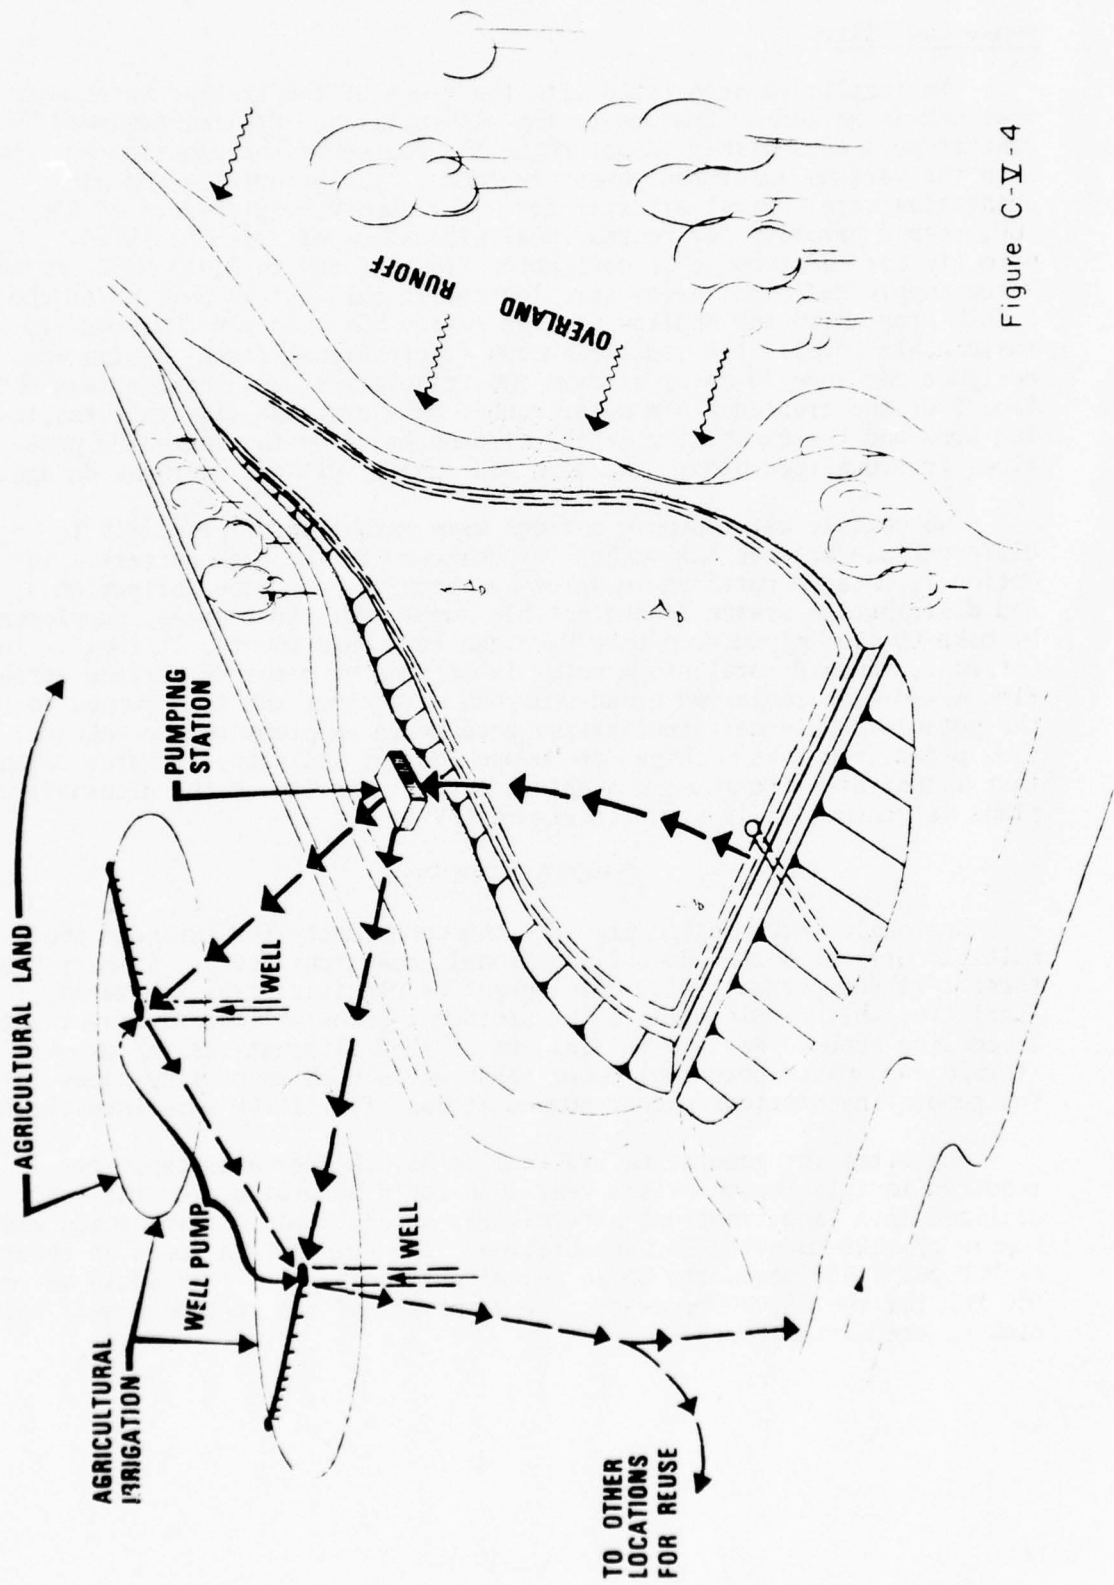 AGRICULTURAL LAND
AGRICULTURAL
IRRIGATION
WELL PUMP
WELL
WELL
PUMPING
STATION
OVERLAND RUNOFF
TO OTHER
LOCATIONS
FOR REUSE
Figure C-V-4